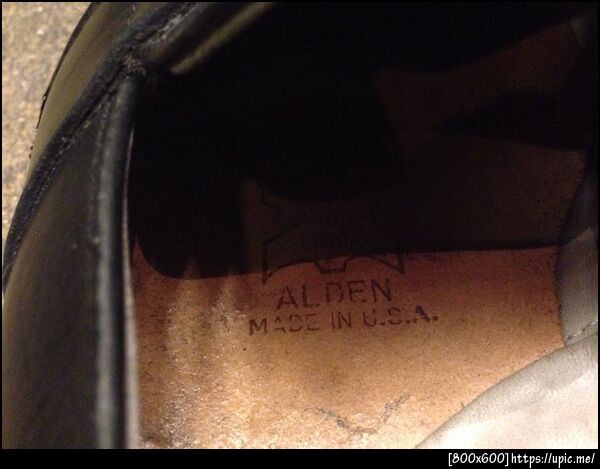 ALDEN
MADE IN U.S.A.
[800x600]https://upic.me/